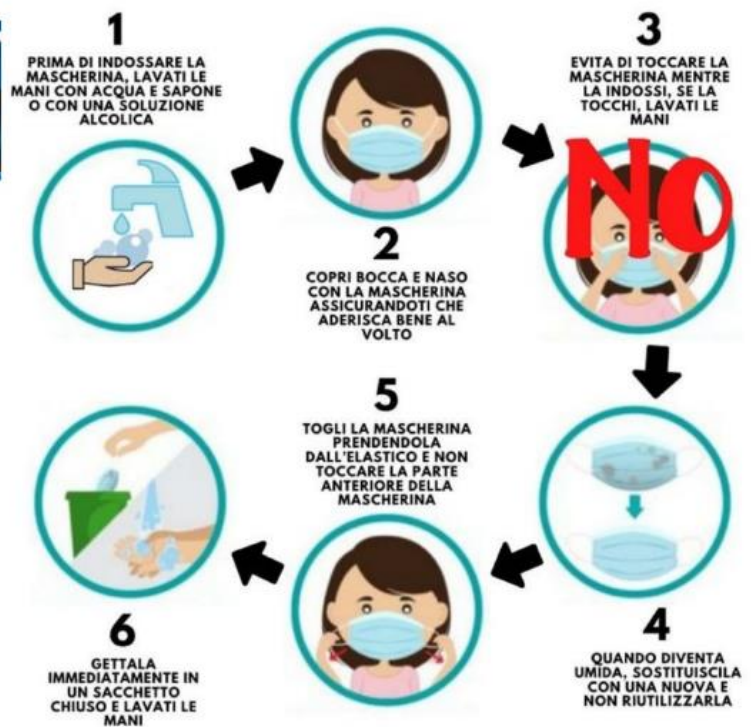 1
PRIMA DI INDOSSARE LA
MASCHERINA, LAVATI LE
MANI CON ACQUA E SAPONE
O CON UNA SOLUZIONE
ALCOLICA
2
COPRI BOCCA E NASO
CON LA MASCHERINA
ASSICURANDOTI CHE
ADERISCA BENE AL
VOLTO
3
EVITA DI TOCCARE LA
MASCHERINA MENTRE
LA INDOSSI, SE LA
TOCCHI, LAVATI LE
MANI
NO
4
QUANDO DIVENTA
UMIDA, SOSTITUISCILA
CON UNA NUOVA E
NON RIUTILIZZARLA
5
TOGLI LA MASCHERINA
PRENDENDOLA
DALL'ELASTICO E NON
TOCCARE LA PARTE
ANTERIORE DELLA
MASCHERINA
6
GETTALA
IMMEDIATAMENTE IN
UN SACCHETTO
CHIUSO E LAVATI LE
MANI